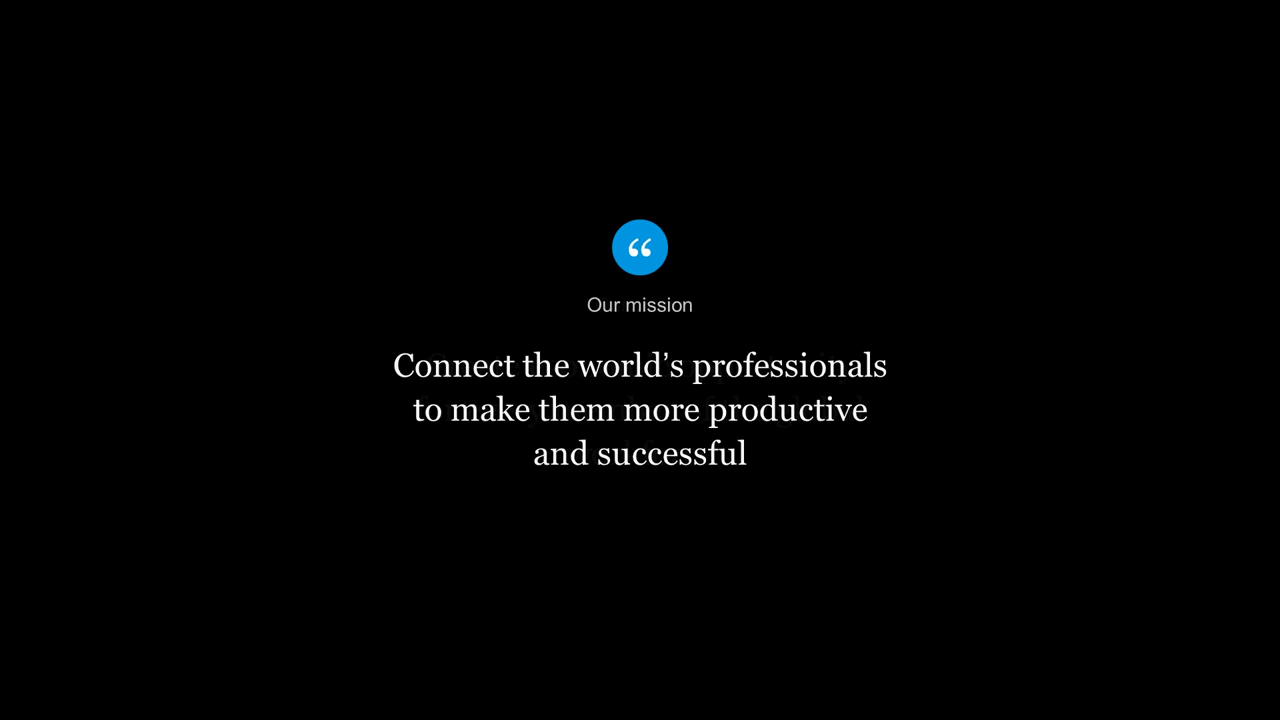 “
Our mission
Connect the world’s professionals
to make them more productive
and successful